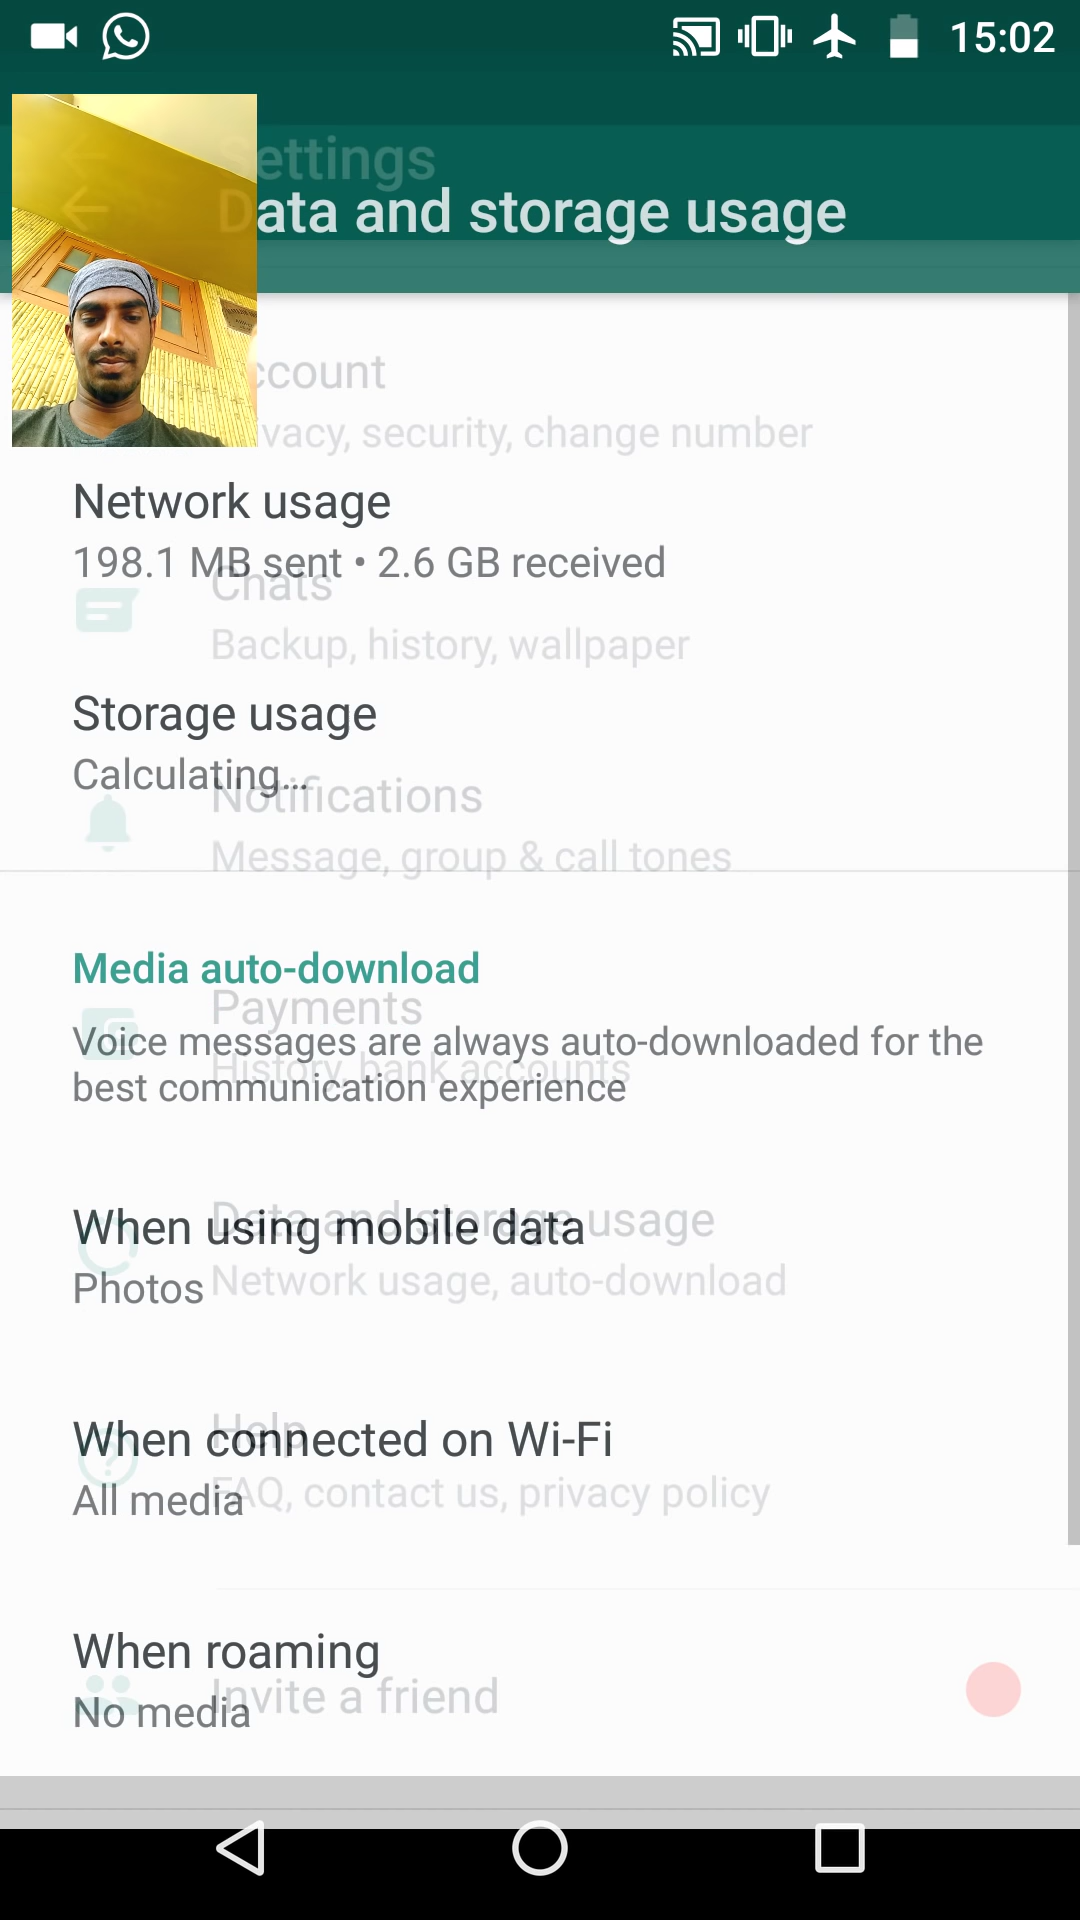 15:02
Settings
Data and storage usage
ccount
vacy, security, change number
Network usage
198.1 MB sent • 2.6 GB received
Chats
Backup, history, wallpaper
Storage usage
Calculating...
Notifications
Message, group & call tones
Media auto-download
Payments
Voice messages are always auto-downloaded for the
History, bank accounts
best communication experience
Data and storage usage
When using mobile data
Network usage, auto-download
Photos
Help
When connected on Wi-Fi
FAQ, contact us, privacy policy
All media
When roaming
Invite a friend
No media